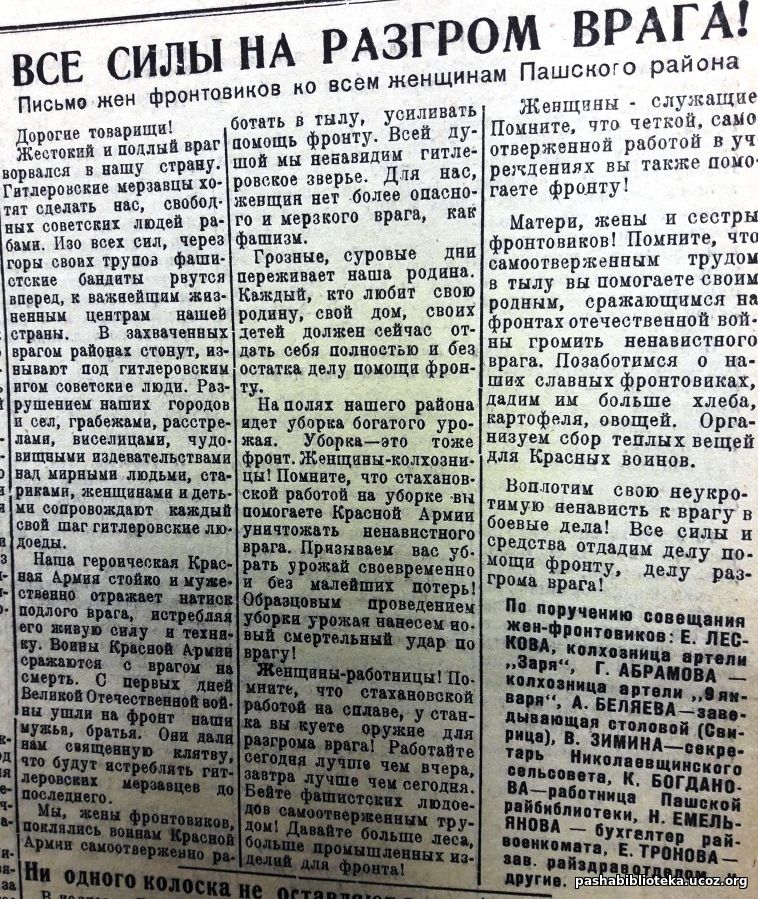 ВСЕ СИЛЫ НА РАЗГРОМ ВРАГА!
Письмо жен фронтовиков ко всем женщинам Пашского района
Дорогие товарищи!
Жестокий и подлый враг
ворвался в нашу страну.
Гитлеровские мерзавцы хо-
тят сделать нас, свобод-
ных советских людей ра-
бами. Изо всех сил, через
горы своих трупов фаши-
стские бандиты рвутся
вперед, к важнейшим жиз-
ненным центрам нашей
страны. В захваченных
врагом районах стонут, из-
нывают под гитлеровским
игом советские люди. Раз-
рушением наших городов
и сел, грабежами, расстре-
лами, виселицами, чудо-
вищными издевательствами
над мирными людьми, ста-
риками, женщинами и деть-
ми сопровождают каждый
свой шаг гитлеровские лю-
доеды.
Наша героическая Крас-
ная Армия стойко и муже-
ственно отражает натиск
подлого врага, истребляя
его живую силу и техни-
ку. Воины Красной Армии
сражаются с врагом на
смерть. С первых дней
Великой Отечественной вой-
ны ушли на фронт наши
мужья, братья. Они дали
нам священную клятву,
что будут истреблять гит-
леровских мерзавцев до
последнего.
Мы, жены фронтовиков,
поклялись воинам Красной
Армии самоотверженно ра-
ботать в тылу, усиливать
помощь фронту. Всей ду-
шой мы ненавидим гитле-
ровское зверье. Для нас,
женщин нет более опасно-
го и мерзкого врага, как
фашизм.
Грозные, суровые дни
переживает наша родина.
Каждый, кто любит свою
родину, свой дом, своих
детей должен сейчас от-
дать себя полностью и без
остатка делу помощи фрон-
ту.
На полях нашего района
идет уборка богатого уро-
жая. Уборка—это тоже
фронт. Женщины-колхозни-
цы! Помните, что стаханов-
ской работой на уборке вы
помогаете Красной Армии
уничтожать ненавистного
врага. Призываем вас уб-
рать урожай своевременно
и без малейших потерь!
Образцовым проведением
уборки урожая нанесем но-
вый смертельный удар по
врагу!
Женщины-работницы! По-
мните, что стахановской
работой на сплаве, у стан-
ка вы куете оружие для
разгрома врага! Работайте
сегодня лучше чем вчера,
завтра лучше чем сегодня.
Бейте фашистских людое-
дов самоотверженным тру-
дом! Давайте больше леса,
больше промышленных из-
делий для фронта!
Женщины - служащие
Помните, что четкой, само
отверженной работой в уч
реждениях вы также помо-
гаете фронту!
Матери, жены и сестры
фронтовиков! Помните, что
самоотверженным трудом
в тылу вы помогаете своим
родным, сражающимся на
фронтах отечественной вой-
ны громить ненавистного
врага. Позаботимся о на-
ших славных фронтовиках,
дадим им больше хлеба,
картофеля, овощей. Орга-
низуем сбор теплых вещей
для Красных воинов.
Воплотим свою неукро-
тимую ненависть к врагу в
боевые дела! Все силы и
средства отдадим делу по-
мощи фронту, делу раз-
грома врага!
По поручению совещания
жен-фронтовиков: Е. ЛЕС-
КОВА, колхозница артели
„Заря“, Г. АБРАМОВА —
колхозница артели „9 ян-
варя“, А. БЕЛЯЕВА—заве-
дывающая столовой (Сви-
рица), В. ЗИМИНА—секре-
тарь Николаевщинского
сельсовета, К. БОГДАНО-
ВА—работница Пашской
райбиблиотеки, Н. ЕМЕЛЬ-
ЯНОВА — бухгалтер рай-
военкомата, Е. ТРОНОВА —
зав. райздравотделом и
другие.
Ни одного колоска не
pashabiblioteka.ucoz.org